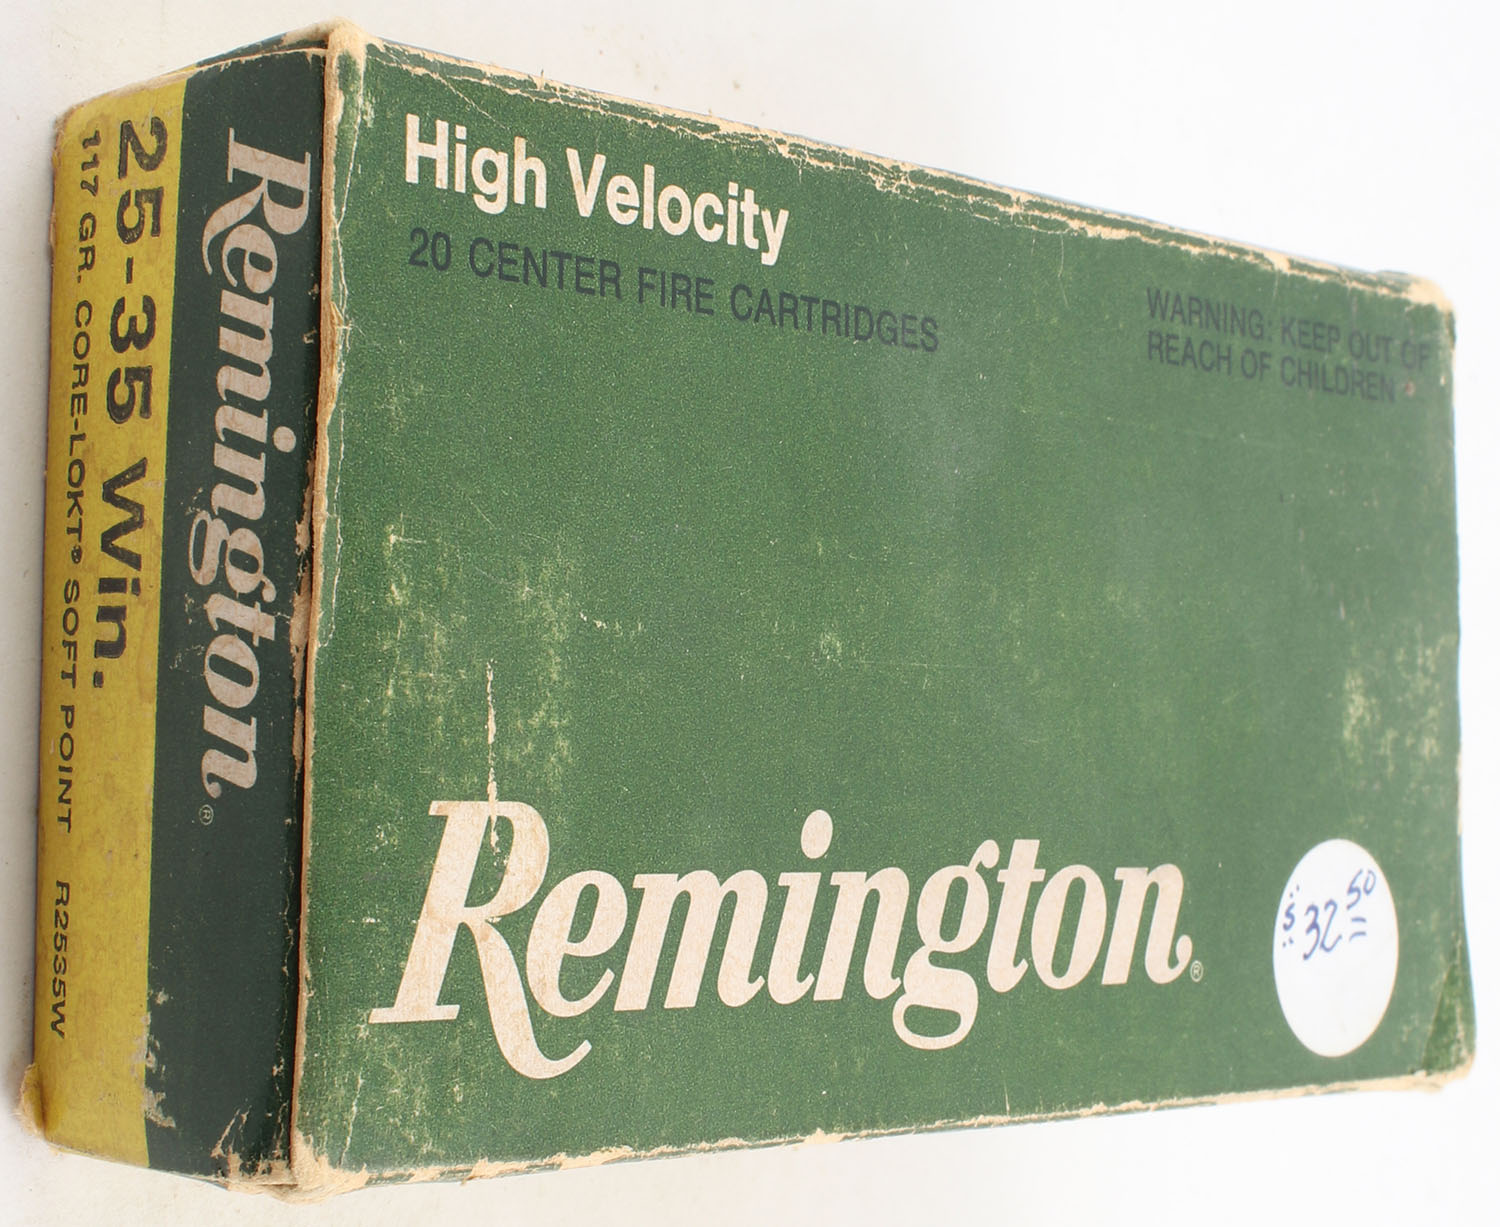 High Velocity
20 CENTER FIRE CARTRIDGES
WARNING: KEEP OUT OF
REACH OF CHILDREN
Remington®
$32 50
Remington®
25-35 Win.
117 GR. CORE-LOKT® SOFT POINT R2535W